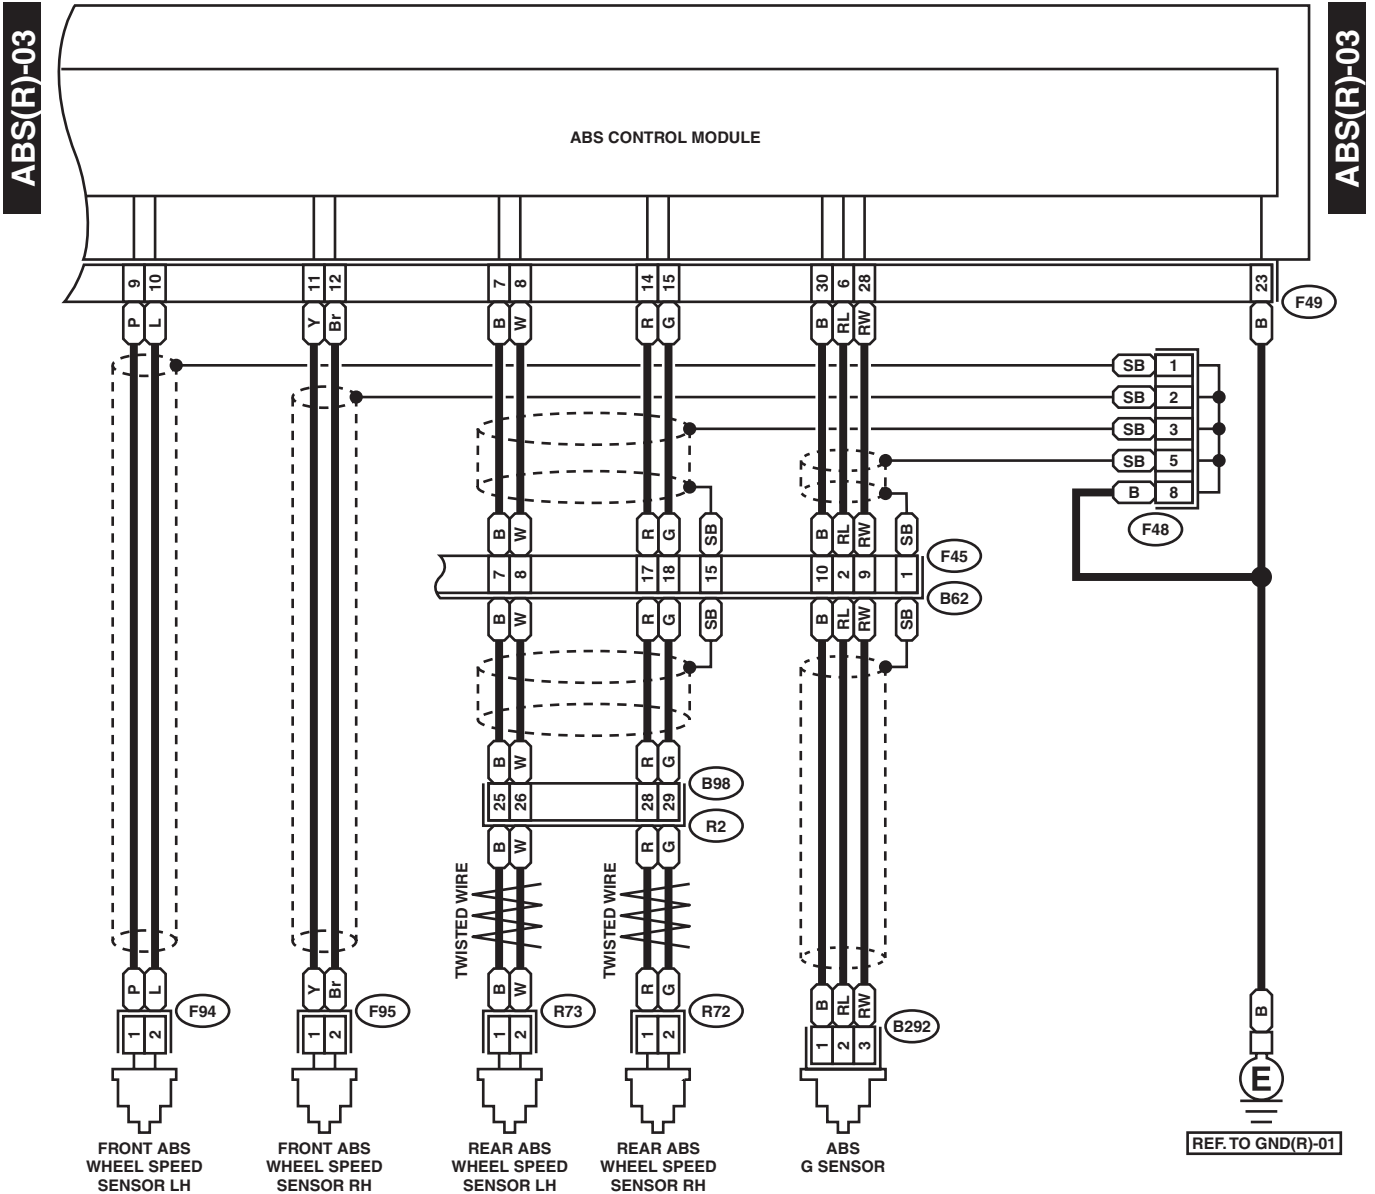 ABS(R)-03
ABS(R)-03
ABS CONTROL MODULE
9 10 11 12 7 8 14 15 30 6 28 23
F49
P L Y Br B W R G B RL RW B
SB 1
SB 2
SB 3
SB 5
B 8
F48
B W R G SB B RL RW SB
F45
7 8 17 18 15 10 2 9 1
B62
B W R G SB B RL RW SB
B W R G
B98
25 26 28 29
R2
B W R G
TWISTED WIRE
TWISTED WIRE
P L Y Br B W R G B RL RW B
F94
F95
R73
R72
B292
1 2 1 2 1 2 1 2 1 2 3
E
REF. TO GND(R)-01
FRONT ABS
WHEEL SPEED
SENSOR LH
FRONT ABS
WHEEL SPEED
SENSOR RH
REAR ABS
WHEEL SPEED
SENSOR LH
REAR ABS
WHEEL SPEED
SENSOR RH
ABS
G SENSOR